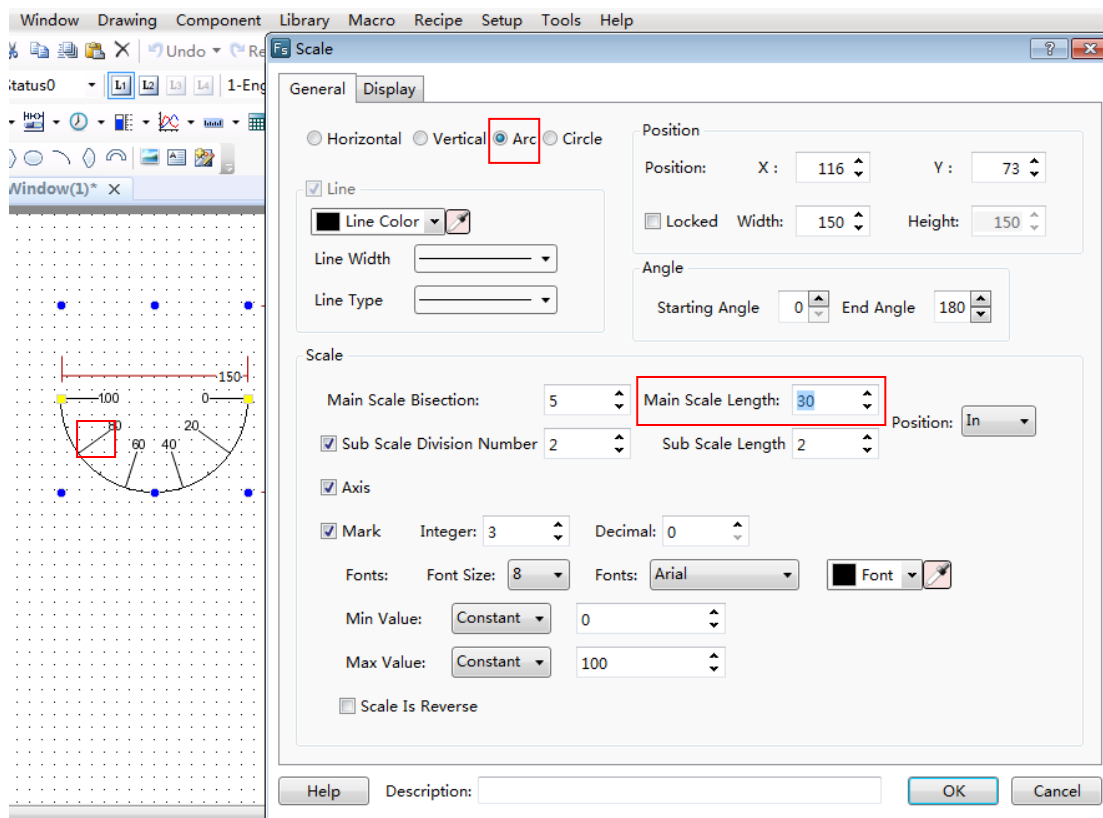 Window Drawing Component Library Macro Recipe Setup Tools Help
Undo Re
Fs Scale
Status0 L1 L2 L3 L4 1-Eng
General Display
Window(1)*
Horizontal Vertical Arc Circle
Position
Position: X : 116 Y : 73
Line
Line Color
Locked Width: 150 Height: 150
Line Width
Angle
Line Type
Starting Angle 0 End Angle 180
Scale
150
Main Scale Bisection: 5 Main Scale Length: 30
100 0
Position: In
80 20
Sub Scale Division Number 2 Sub Scale Length 2
60 40
Axis
Mark Integer: 3 Decimal: 0
Fonts: Font Size: 8 Fonts: Arial Font
Min Value: Constant 0
Max Value: Constant 100
Scale Is Reverse
Help Description: OK Cancel